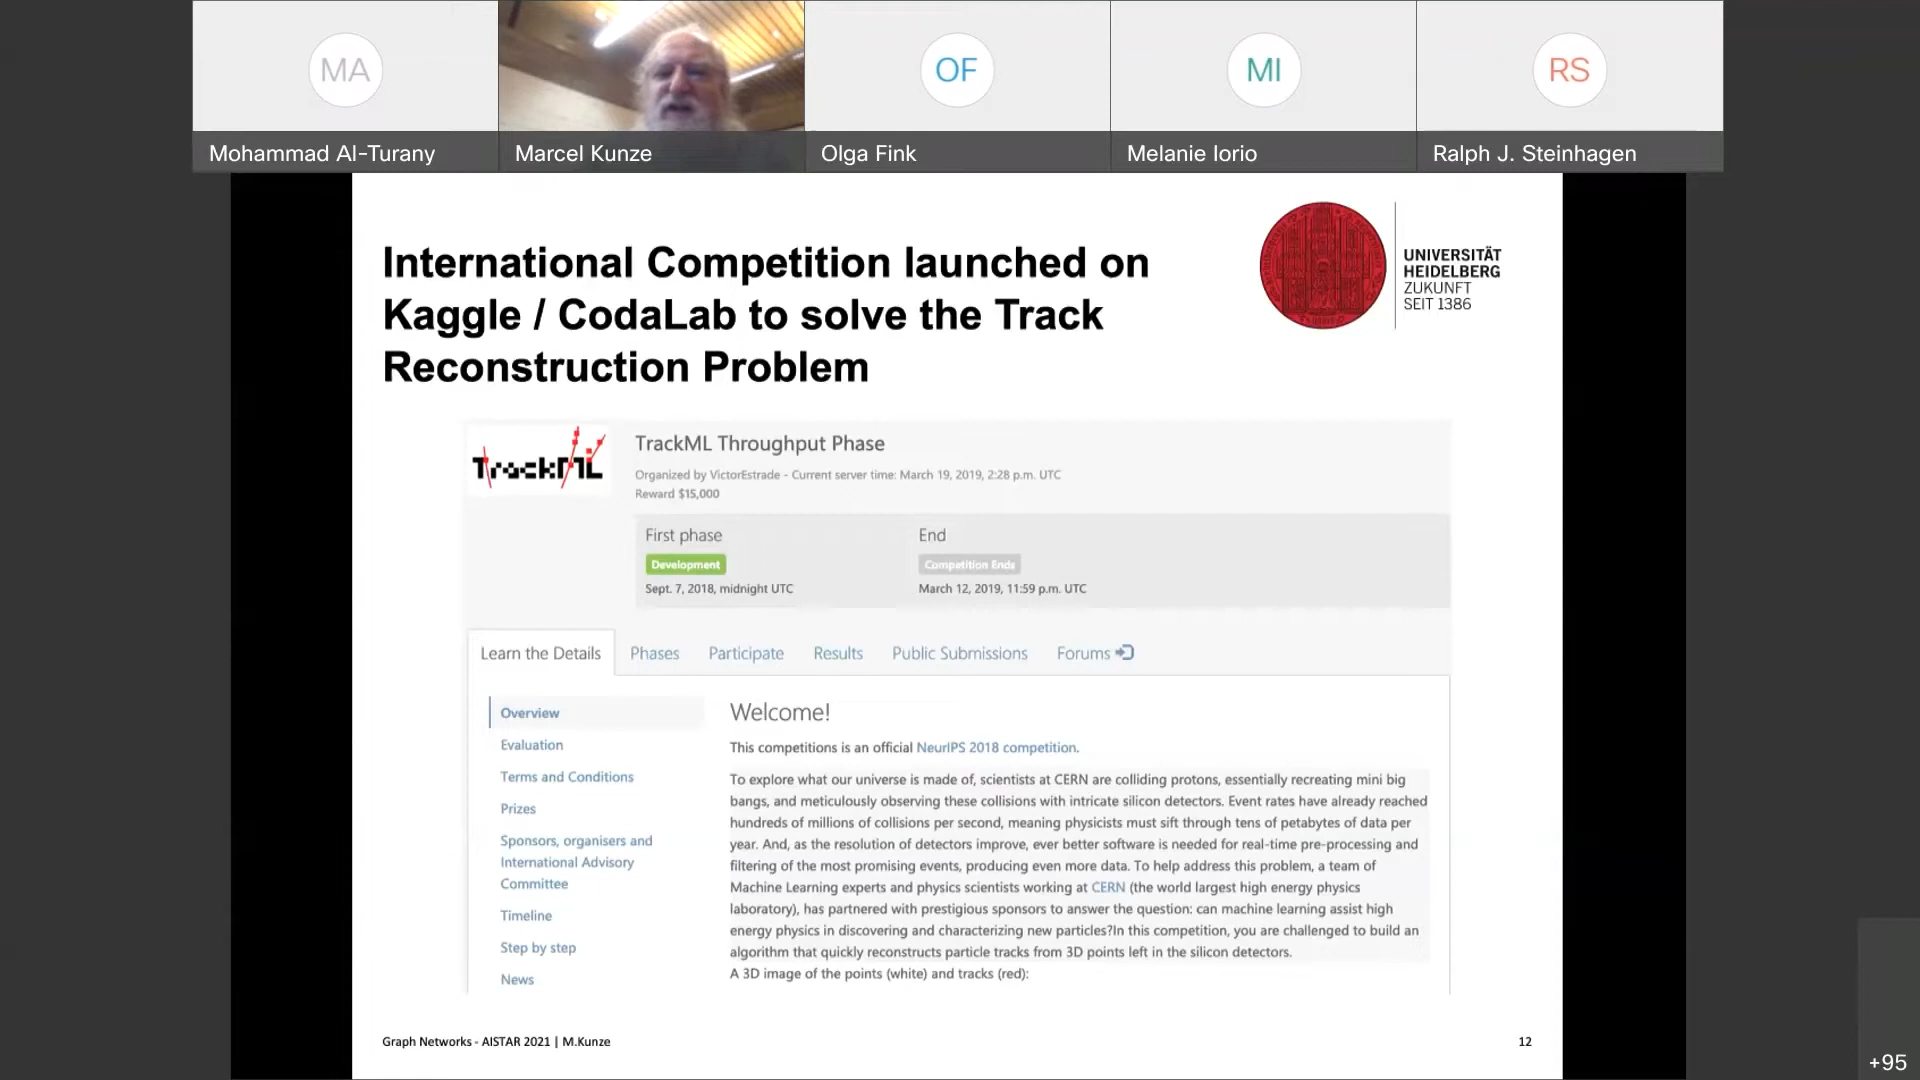 MA
OF
MI
RS
Mohammad Al-Turany
Marcel Kunze
Olga Fink
Melanie Iorio
Ralph J. Steinhagen
International Competition launched on
Kaggle / CodaLab to solve the Track
Reconstruction Problem
UNIVERSITÄT
HEIDELBERG
ZUKUNFT
SEIT 1386
TrackML
TrackML Throughput Phase
Organized by VictorEstrade - Current server time: March 19, 2019, 2:28 p.m. UTC
Reward $15,000
First phase
Development
Sept. 7, 2018, midnight UTC
End
Competition Ends
March 12, 2019, 11:59 p.m. UTC
Learn the Details Phases Participate Results Public Submissions Forums
Overview
Evaluation
Terms and Conditions
Prizes
Sponsors, organisers and
International Advisory
Committee
Timeline
Step by step
News
Welcome!
This competitions is an official NeurIPS 2018 competition.
To explore what our universe is made of, scientists at CERN are colliding protons, essentially recreating mini big
bangs, and meticulously observing these collisions with intricate silicon detectors. Event rates have already reached
hundreds of millions of collisions per second, meaning physicists must sift through tens of petabytes of data per
year. And, as the resolution of detectors improve, ever better software is needed for real-time pre-processing and
filtering of the most promising events, producing even more data. To help address this problem, a team of
Machine Learning experts and physics scientists working at CERN (the world largest high energy physics
laboratory), has partnered with prestigious sponsors to answer the question: can machine learning assist high
energy physics in discovering and characterizing new particles?In this competition, you are challenged to build an
algorithm that quickly reconstructs particle tracks from 3D points left in the silicon detectors.
A 3D image of the points (white) and tracks (red):
Graph Networks - AISTAR 2021 | M.Kunze
12
+95